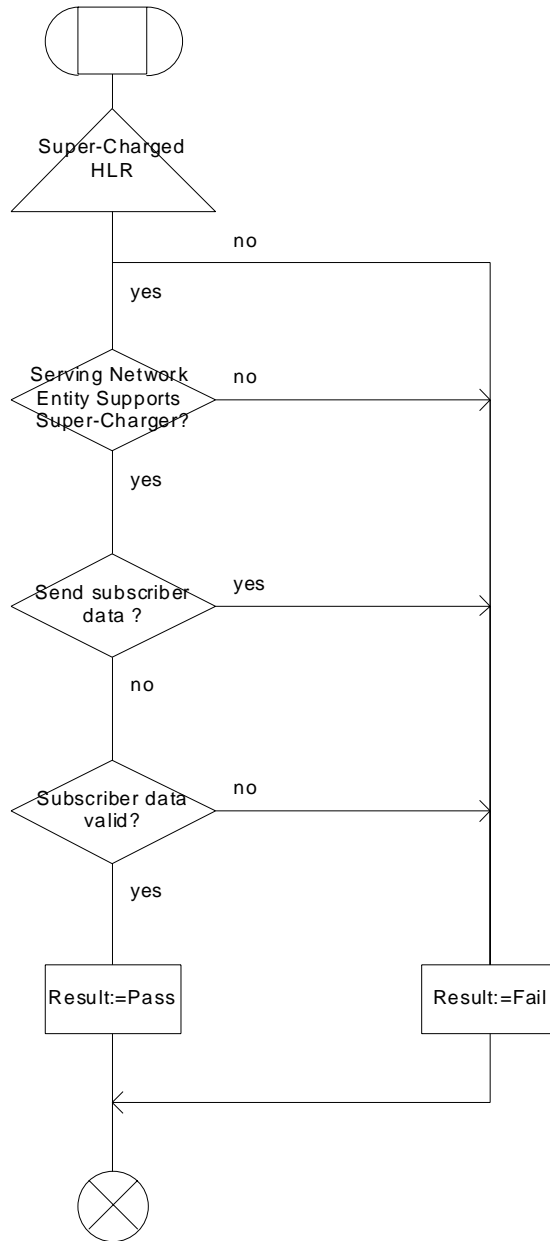 Super-Charged
HLR
no
yes
Serving Network
Entity Supports
Super-Charger?
no
yes
Send subscriber
data ?
yes
no
Subscriber data
valid?
no
yes
Result:=Pass
Result:=Fail